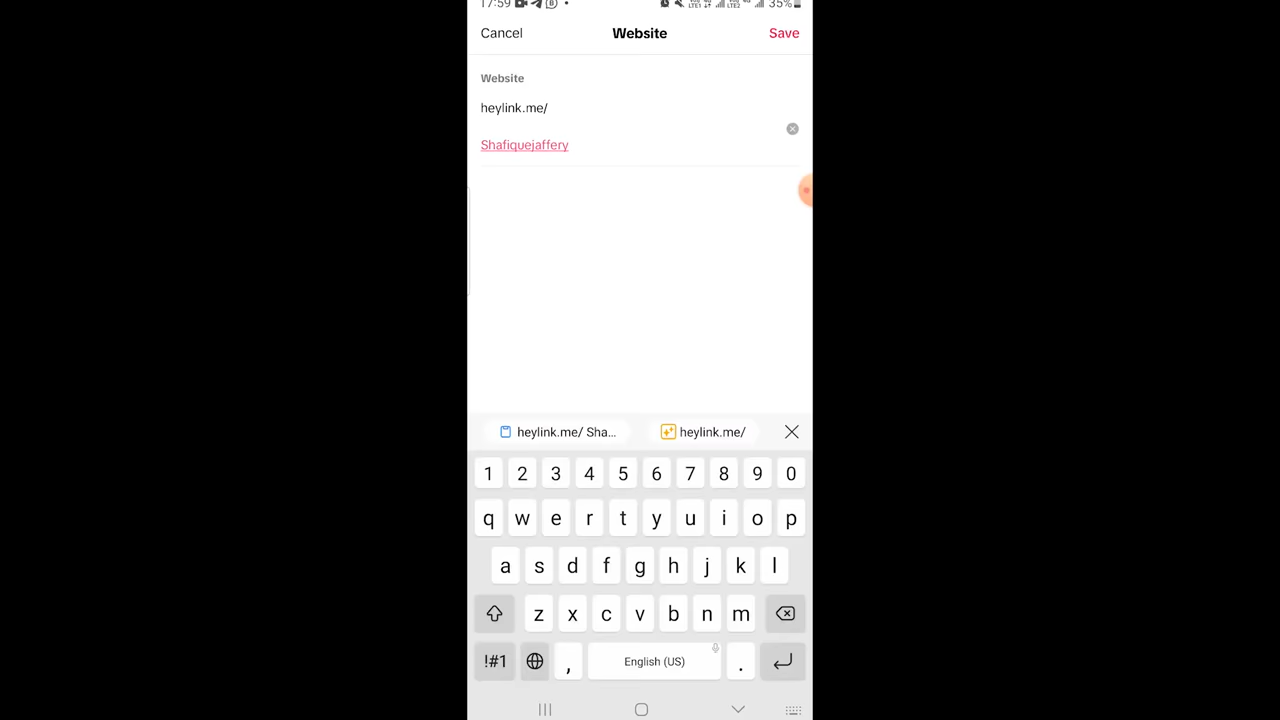 17:59 35%
Cancel Website Save
Website
heylink.me/
Shafiquejaffery
heylink.me/ Sha... heylink.me/
1 2 3 4 5 6 7 8 9 0
q w e r t y u i o p
a s d f g h j k l
z x c v b n m
!#1 , English (US) .